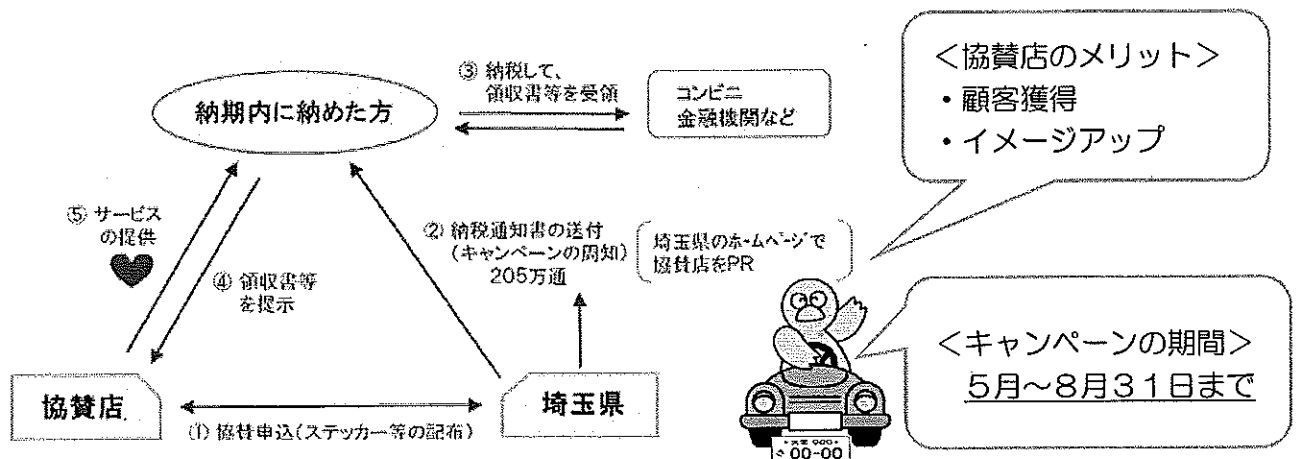 <協賛店のメリット>
・顧客獲得
・イメージアップ
③ 納税して、
領収書等を受領
コンビニ
金融機関など
納期内に納めた方
⑤ サービス
の提供
④ 領収書等
を提示
② 納税通知書の送付
(キャンペーンの周知)
205万通
埼玉県のホームページで
協賛店をPR
<キャンペーンの期間>
5月~8月31日まで
協賛店
埼玉県
① 協賛申込(ステッカー等の配布)
00-00